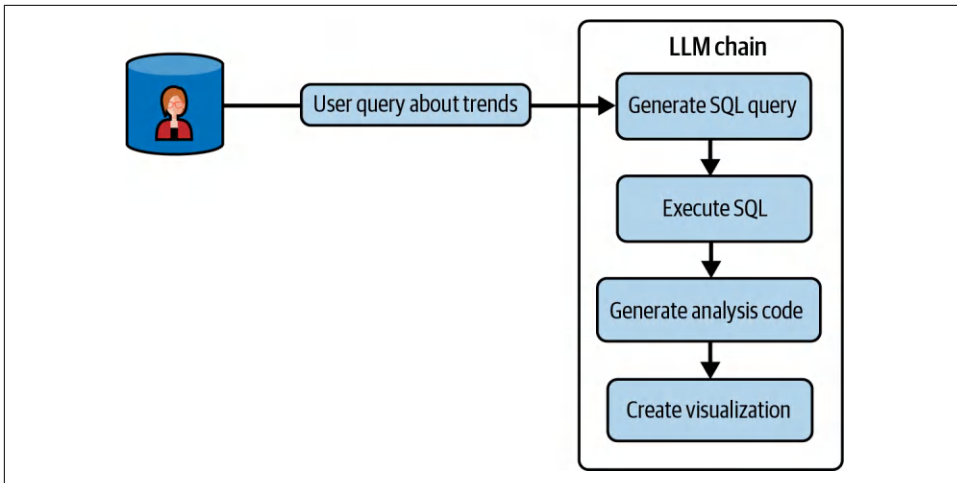 LLM chain
User query about trends
Generate SQL query
Execute SQL
Generate analysis code
Create visualization